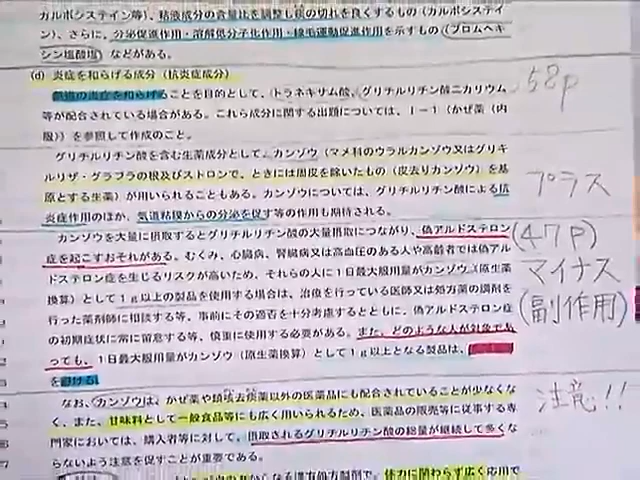 カルボシステイン等)、粘液成分の含量比を調整し痰の切れを良くするもの(カルボシステイ
ン)、さらに、分泌促進作用・溶解低分子化作用・線毛運動促進作用を示すもの(ブロムヘキ
シン塩酸塩)などがある。
(d) 炎症を和らげる成分(抗炎症成分)
気道の炎症を和らげることを目的として、トラネキサム酸、グリチルリチン酸二カリウム
58p
等が配合されている場合がある。これら成分に関する出題については、Ⅰ-1(かぜ薬(内
服))を参照して作成のこと。
グリチルリチン酸を含む生薬成分として、カンゾウ(マメ科のウラルカンゾウ又はグリキ
ルリザ・グラブラの根及びストロンで、ときには周皮を除いたもの(皮去りカンゾウ)を基
原とする生薬)が用いられることもある。カンゾウについては、グリチルリチン酸による抗
プラス
炎症作用のほか、気道粘膜からの分泌を促す等の作用も期待される。
カンゾウを大量に摂取するとグリチルリチン酸の大量摂取につながり、偽アルドステロン
(47P)
症を起こすおそれがある。むくみ、心臓病、腎臓病又は高血圧のある人や高齢者では偽アル
ドステロン症を生じるリスクが高いため、それらの人に1日最大服用量がカンゾウ(原生薬
マイナス
換算)として1g以上の製品を使用する場合は、治療を行っている医師又は処方薬の調剤を
行った薬剤師に相談する等、事前にその適否を十分考慮するとともに、偽アルドステロン症
(副作用)
の初期症状に常に留意する等、慎重に使用する必要がある。また、どのような人が対象であ
っても、1日最大服用量がカンゾウ(原生薬換算)として1g以上となる製品は、
を避ける。
なお、カンゾウは、かぜ薬や鎮咳去痰薬以外の医薬品にも配合されていることが少なくな
注意!!
く、また、甘味料として一般食品等にも広く用いられるため、医薬品の販売等に従事する専
門家においては、購入者等に対して、摂取されるグリチルリチン酸の総量が継続して多くな
らないよう注意を促すことが重要である。
体力に関わらず広く応用で